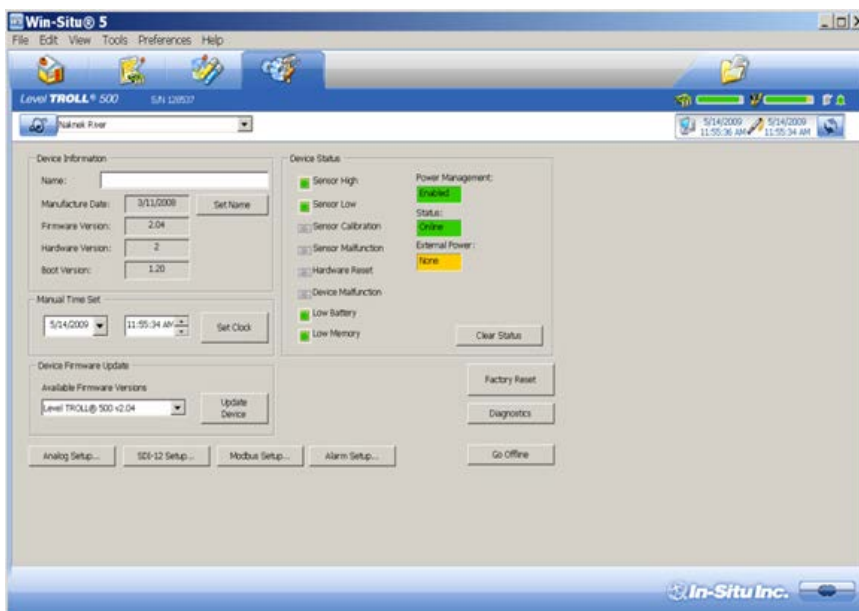 Win-Situ® 5
File Edit View Tools Preferences Help
Level TROLL® 500 S/N 128537
Naknek River
5/14/2009 11:55:36 AM 5/14/2009 11:55:34 AM
Device Information
Name:
Manufacture Date: 3/11/2008 Set Name
Firmware Version: 2.04
Hardware Version: 2
Boot Version: 1.20
Manual Time Set
5/14/2009 11:55:34 AM Set Clock
Device Firmware Update
Available Firmware Versions
Level TROLL® 500 v2.04 Update Device
Analog Setup... SDI-12 Setup... Modbus Setup... Alarm Setup...
Device Status
Sensor High
Sensor Low
Sensor Calibration
Sensor Malfunction
Hardware Reset
Device Malfunction
Low Battery
Low Memory
Power Management:
Enabled
Status:
Online
External Power:
None
Clear Status
Factory Reset
Diagnostics
Go Offline
In-Situ Inc.